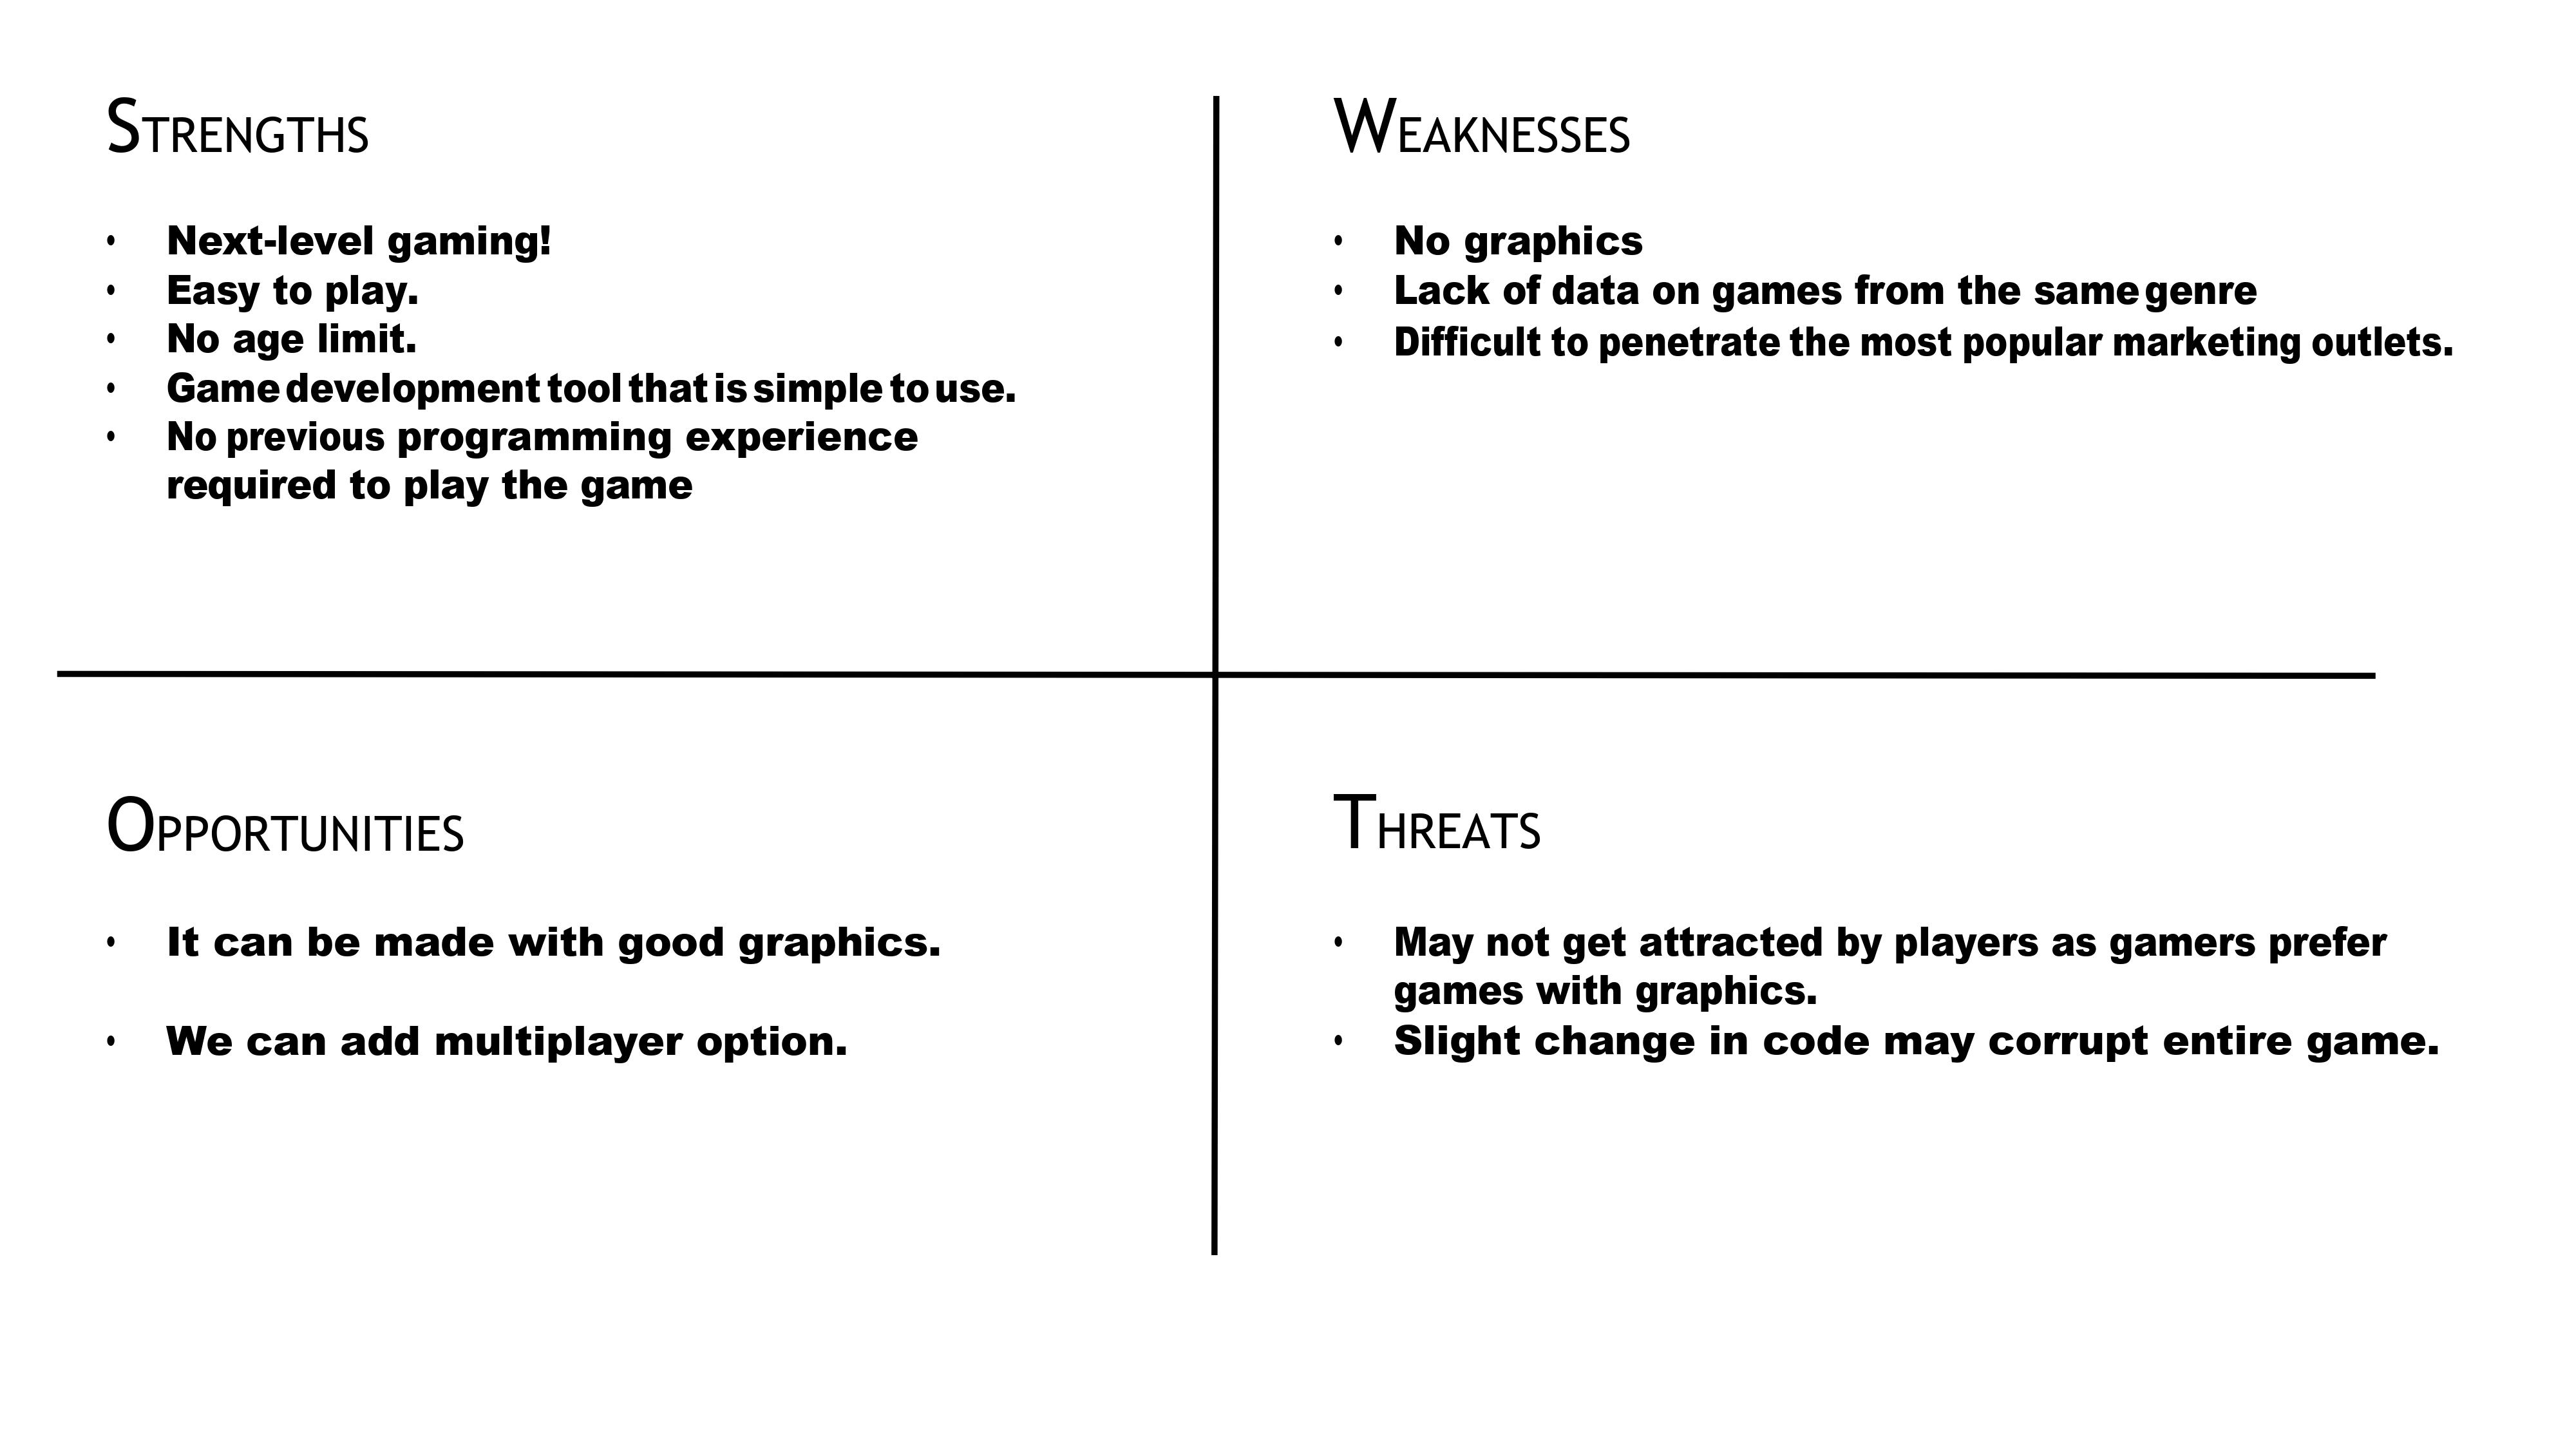 STRENGTHS
• Next-level gaming!
• Easy to play.
• No age limit.
• Game development tool that is simple to use.
• No previous programming experience
required to play the game
WEAKNESSES
• No graphics
• Lack of data on games from the same genre
• Difficult to penetrate the most popular marketing outlets.
OPPORTUNITIES
• It can be made with good graphics.
• We can add multiplayer option.
THREATS
• May not get attracted by players as gamers prefer
games with graphics.
• Slight change in code may corrupt entire game.